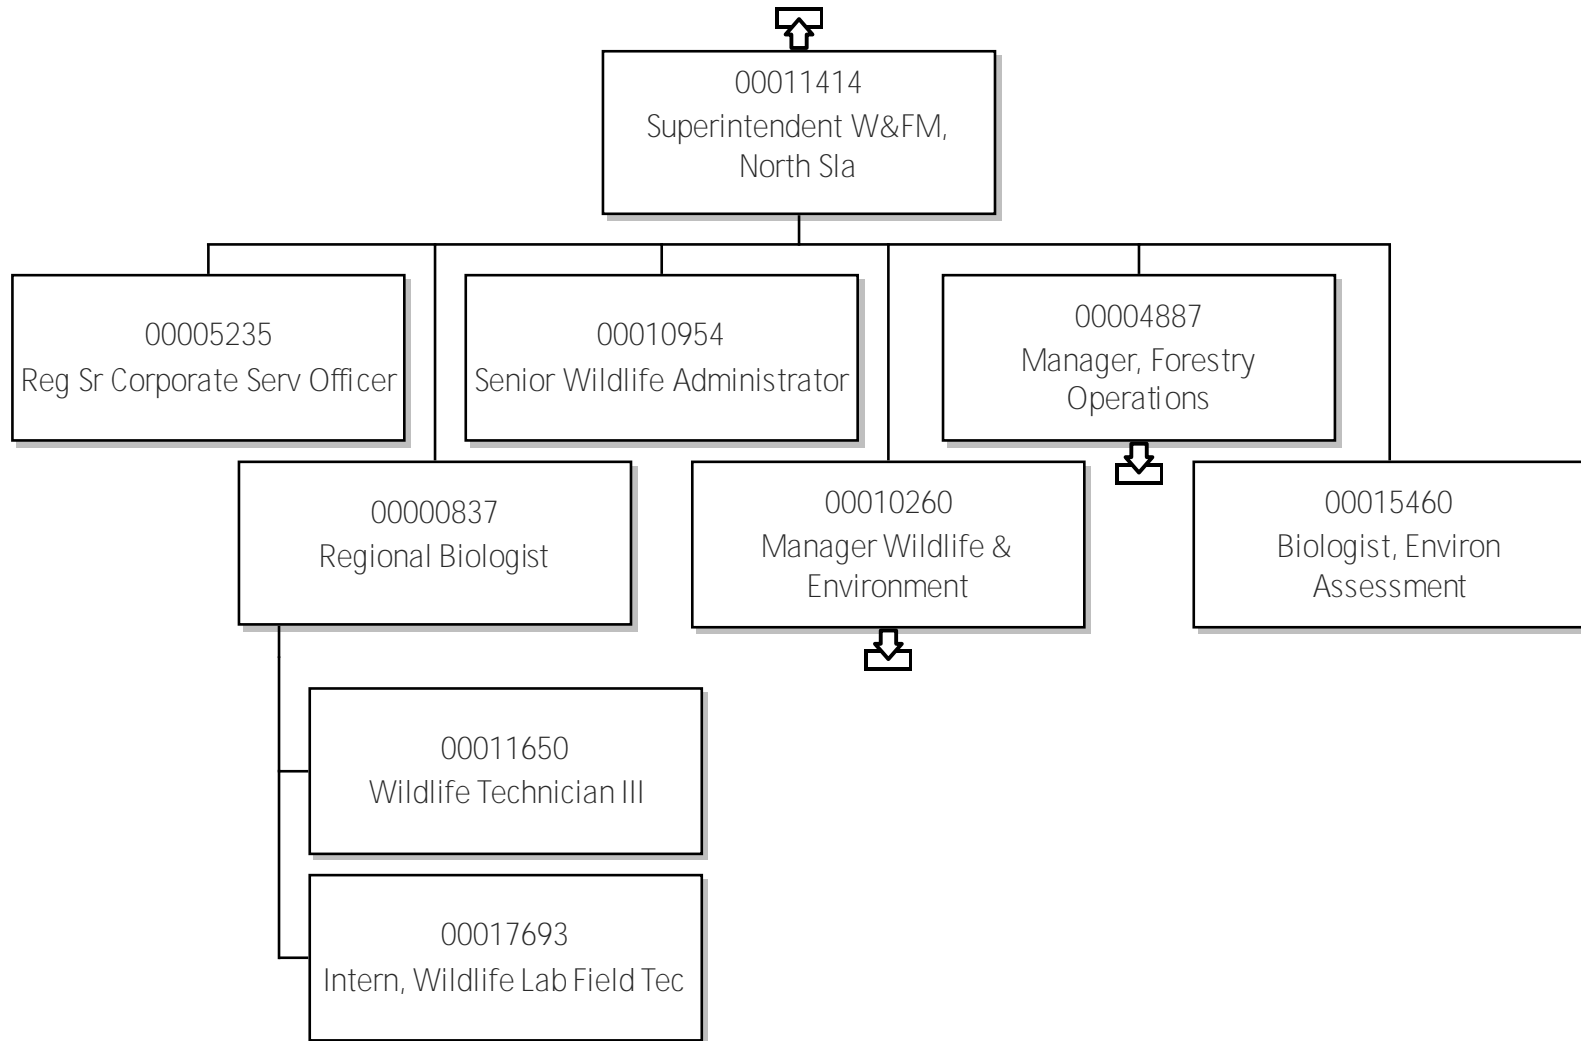 00011414
Superintendent W&FM,
North Sla
00005235
Reg Sr Corporate Serv Officer
00010954
Senior Wildlife Administrator
00004887
Manager, Forestry
Operations
00000837
Regional Biologist
00010260
Manager Wildlife &
Environment
00015460
Biologist, Environ
Assessment
00011650
Wildlife Technician III
00017693
Intern, Wildlife Lab Field Tec